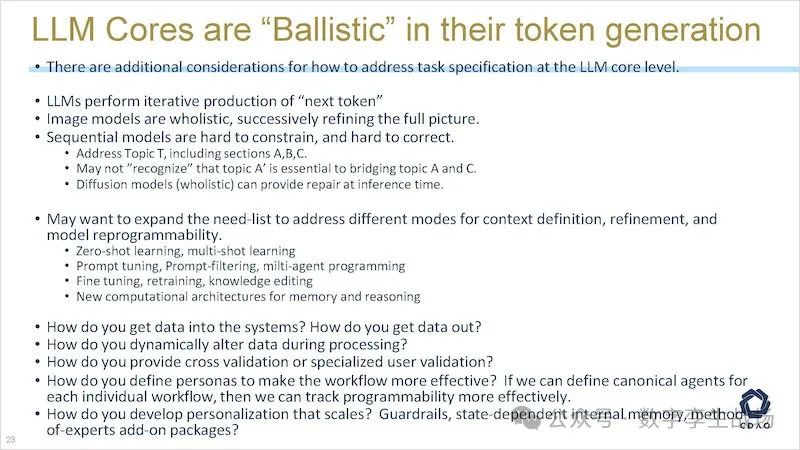 LLM Cores are “Ballistic” in their token generation
• There are additional considerations for how to address task specification at the LLM core level.
• LLMs perform iterative production of “next token”
• Image models are wholistic, successively refining the full picture.
• Sequential models are hard to constrain, and hard to correct.
• Address Topic T, including sections A,B,C.
• May not ”recognize” that topic A’ is essential to bridging topic A and C.
• Diffusion models (wholistic) can provide repair at inference time.
• May want to expand the need-list to address different modes for context definition, refinement, and
model reprogrammability.
• Zero-shot learning, multi-shot learning
• Prompt tuning, Prompt-filtering, milti-agent programming
• Fine tuning, retraining, knowledge editing
• New computational architectures for memory and reasoning
• How do you get data into the systems? How do you get data out?
• How do you dynamically alter data during processing?
• How do you provide cross validation or specialized user validation?
• How do you define personas to make the workflow more effective? If we can define canonical agents for
each individual workflow, then we can track programmability more effectively.
• How do you develop personalization that scales? Guardrails, state-dependent internal memory, method-
of-experts add-on packages?
公众号 · 数字孪生战场
CDAO
23